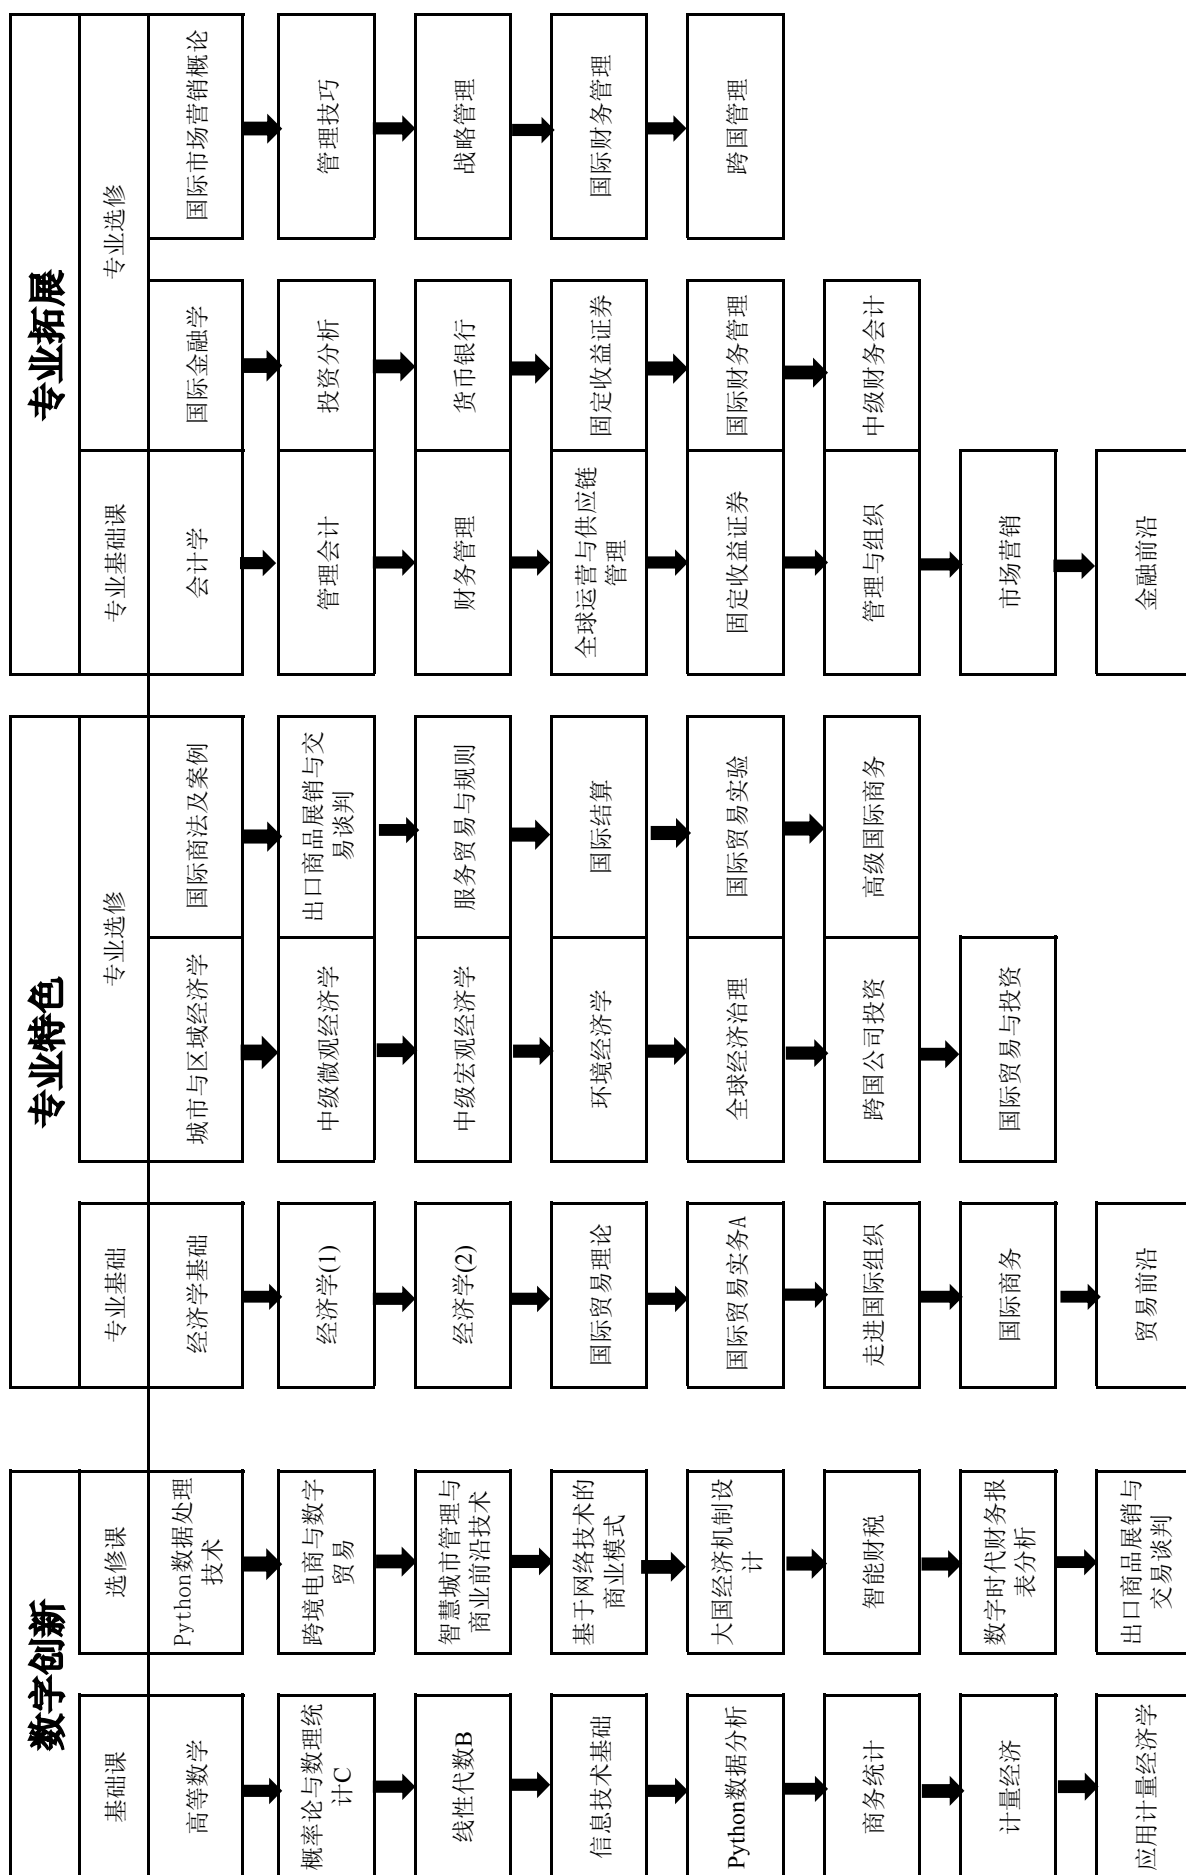 数字创新
基础课
高等数学
概率论与数理统
计C
线性代数B
信息技术基础
Python数据分析
商务统计
计量经济
应用计量经济学
选修课
Python数据处理
技术
跨境电商与数字
贸易
智慧城市管理与
商业前沿技术
基于网络技术的
商业模式
大国经济机制设
计
智能财税
数字时代财务报
表分析
出口商品展销与
交易谈判
专业特色
专业基础
经济学基础
经济学(1)
经济学(2)
国际贸易理论
国际贸易实务A
走进国际组织
国际商务
贸易前沿
专业选修
城市与区域经济学
中级微观经济学
中级宏观经济学
环境经济学
全球经济治理
跨国公司投资
国际贸易与投资
国际商法及案例
出口商品展销与交
易谈判
服务贸易与规则
国际结算
国际贸易实验
高级国际商务
专业拓展
专业基础课
会计学
管理会计
财务管理
全球运营与供应链
管理
固定收益证券
管理与组织
市场营销
金融前沿
专业选修
国际金融学
投资分析
货币银行
固定收益证券
国际财务管理
中级财务会计
国际市场营销概论
管理技巧
战略管理
国际财务管理
跨国管理